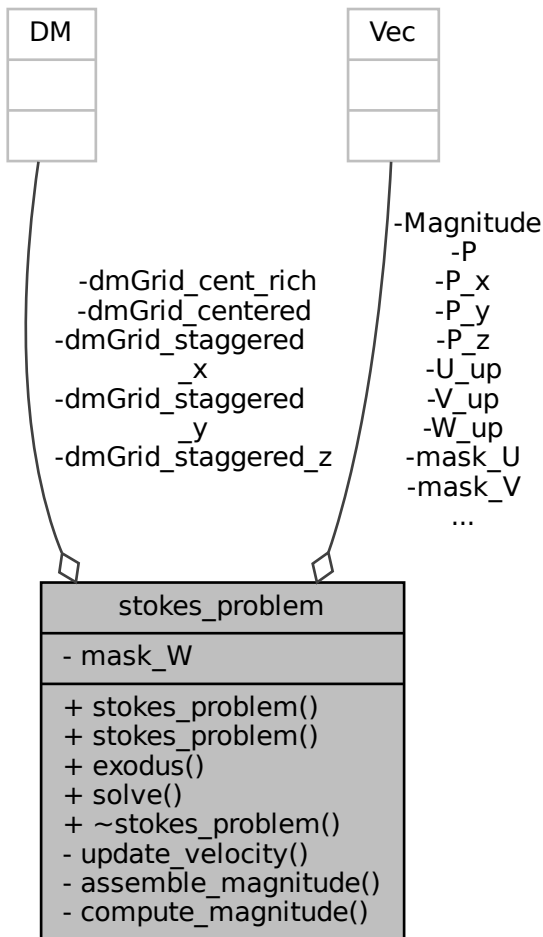 DM
Vec
-dmGrid_cent_rich
-dmGrid_centered
-dmGrid_staggered
_x
-dmGrid_staggered
_y
-dmGrid_staggered_z
-Magnitude
-P
-P_x
-P_y
-P_z
-U_up
-V_up
-W_up
-mask_U
-mask_V
...
stokes_problem
- mask_W
+ stokes_problem()
+ stokes_problem()
+ exodus()
+ solve()
+ ~stokes_problem()
- update_velocity()
- assemble_magnitude()
- compute_magnitude()